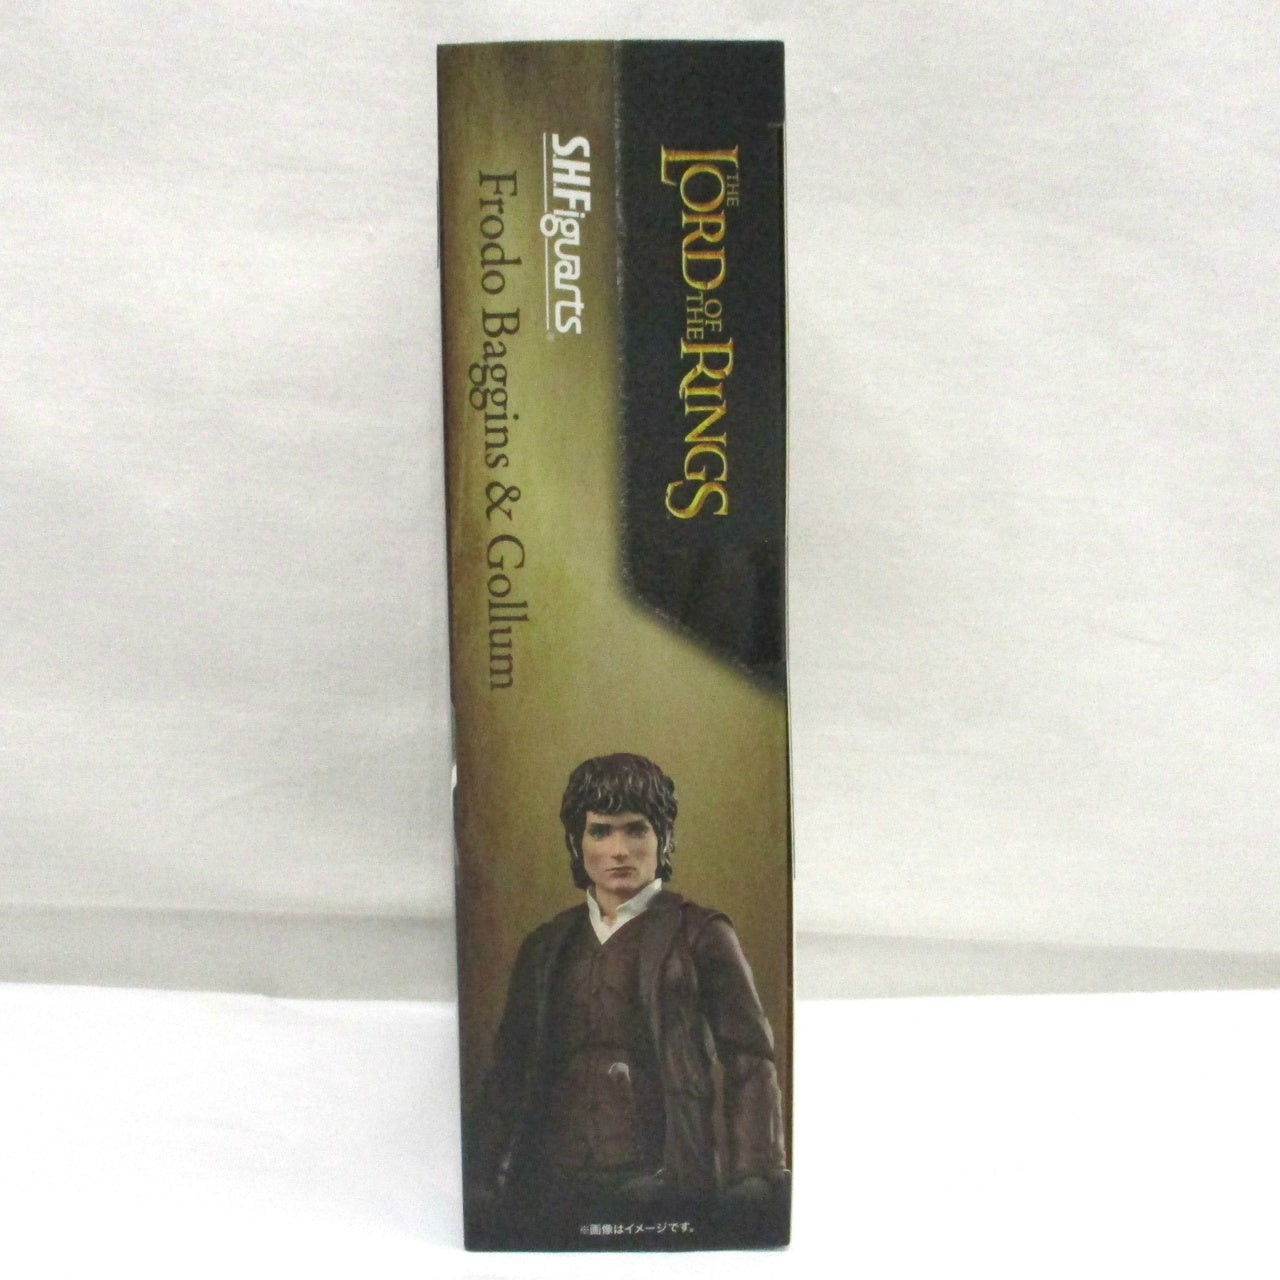 THE
LORD OF THE RINGS
S.H.Figuarts
Frodo Baggins & Gollum
※画像はイメージです。